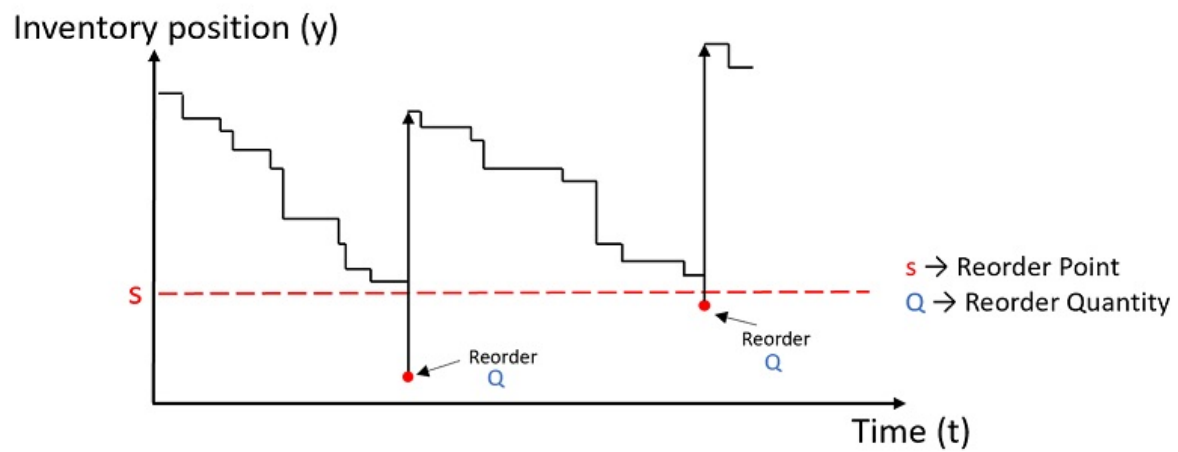 Inventory position (y)
s
s → Reorder Point
Q → Reorder Quantity
Reorder
Q
Reorder
Q
Time (t)